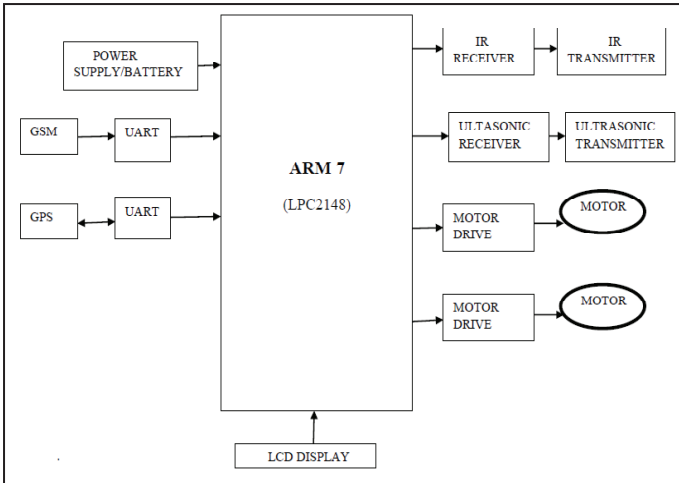 POWER
SUPPLY/BATTERY
IR
RECEIVER
IR
TRANSMITTER
GSM
UART
ULTASONIC
RECEIVER
ULTRASONIC
TRANSMITTER
ARM 7
(LPC2148)
GPS
UART
MOTOR
DRIVE
MOTOR
MOTOR
DRIVE
MOTOR
LCD DISPLAY